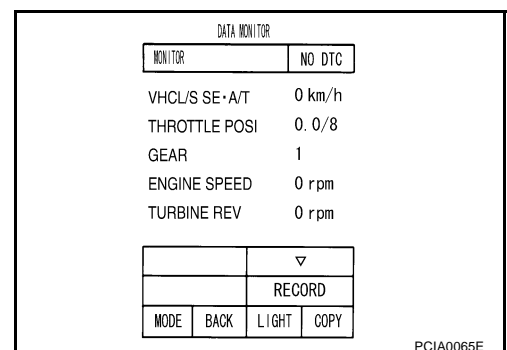 DATA MONITOR
MONITOR NO DTC
VHCL/S SE·A/T 0 km/h
THROTTLE POSI 0.0/8
GEAR 1
ENGINE SPEED 0 rpm
TURBINE REV 0 rpm
▽
RECORD
MODE BACK LIGHT COPY
PCIA0065E